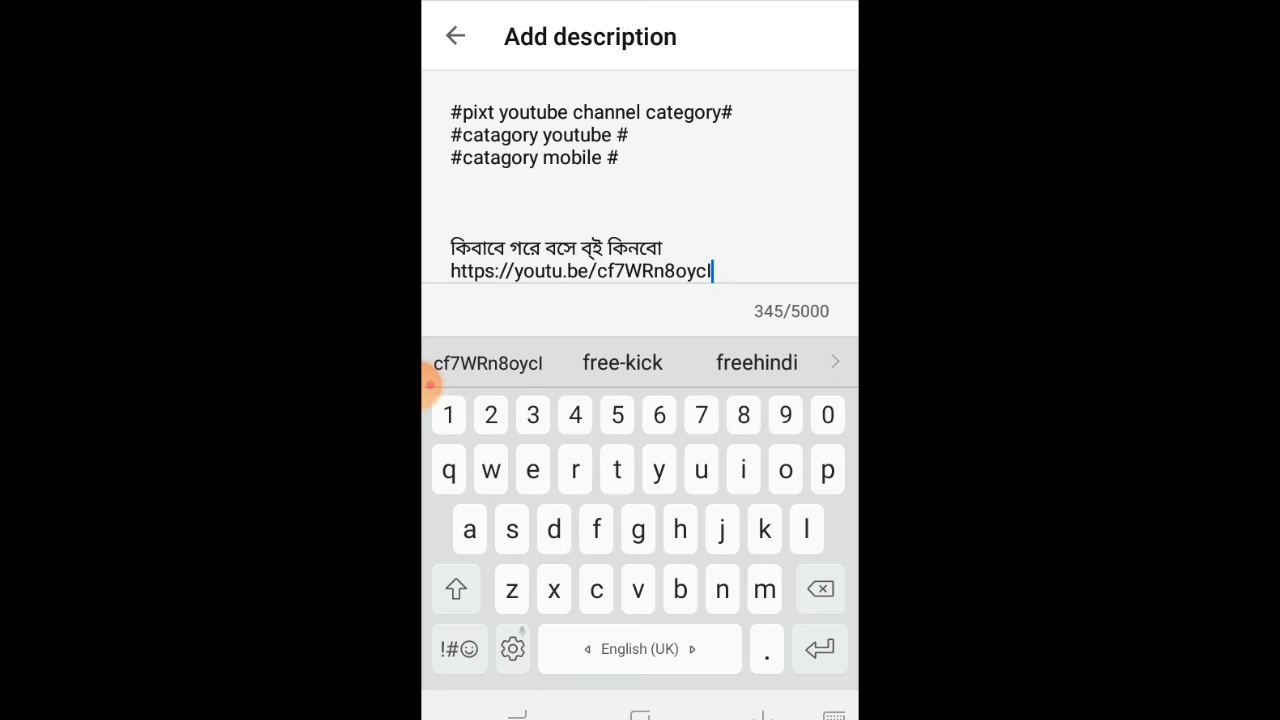 Add description
#pixt youtube channel category#
#catagory youtube #
#catagory mobile #
কিবাবে গরে বসে ব্ই কিনবো
https://youtu.be/cf7WRn8oycI
345/5000
cf7WRn8oycI free-kick freehindi
1 2 3 4 5 6 7 8 9 0
q w e r t y u i o p
a s d f g h j k l
z x c v b n m
!#☺ English (UK) .